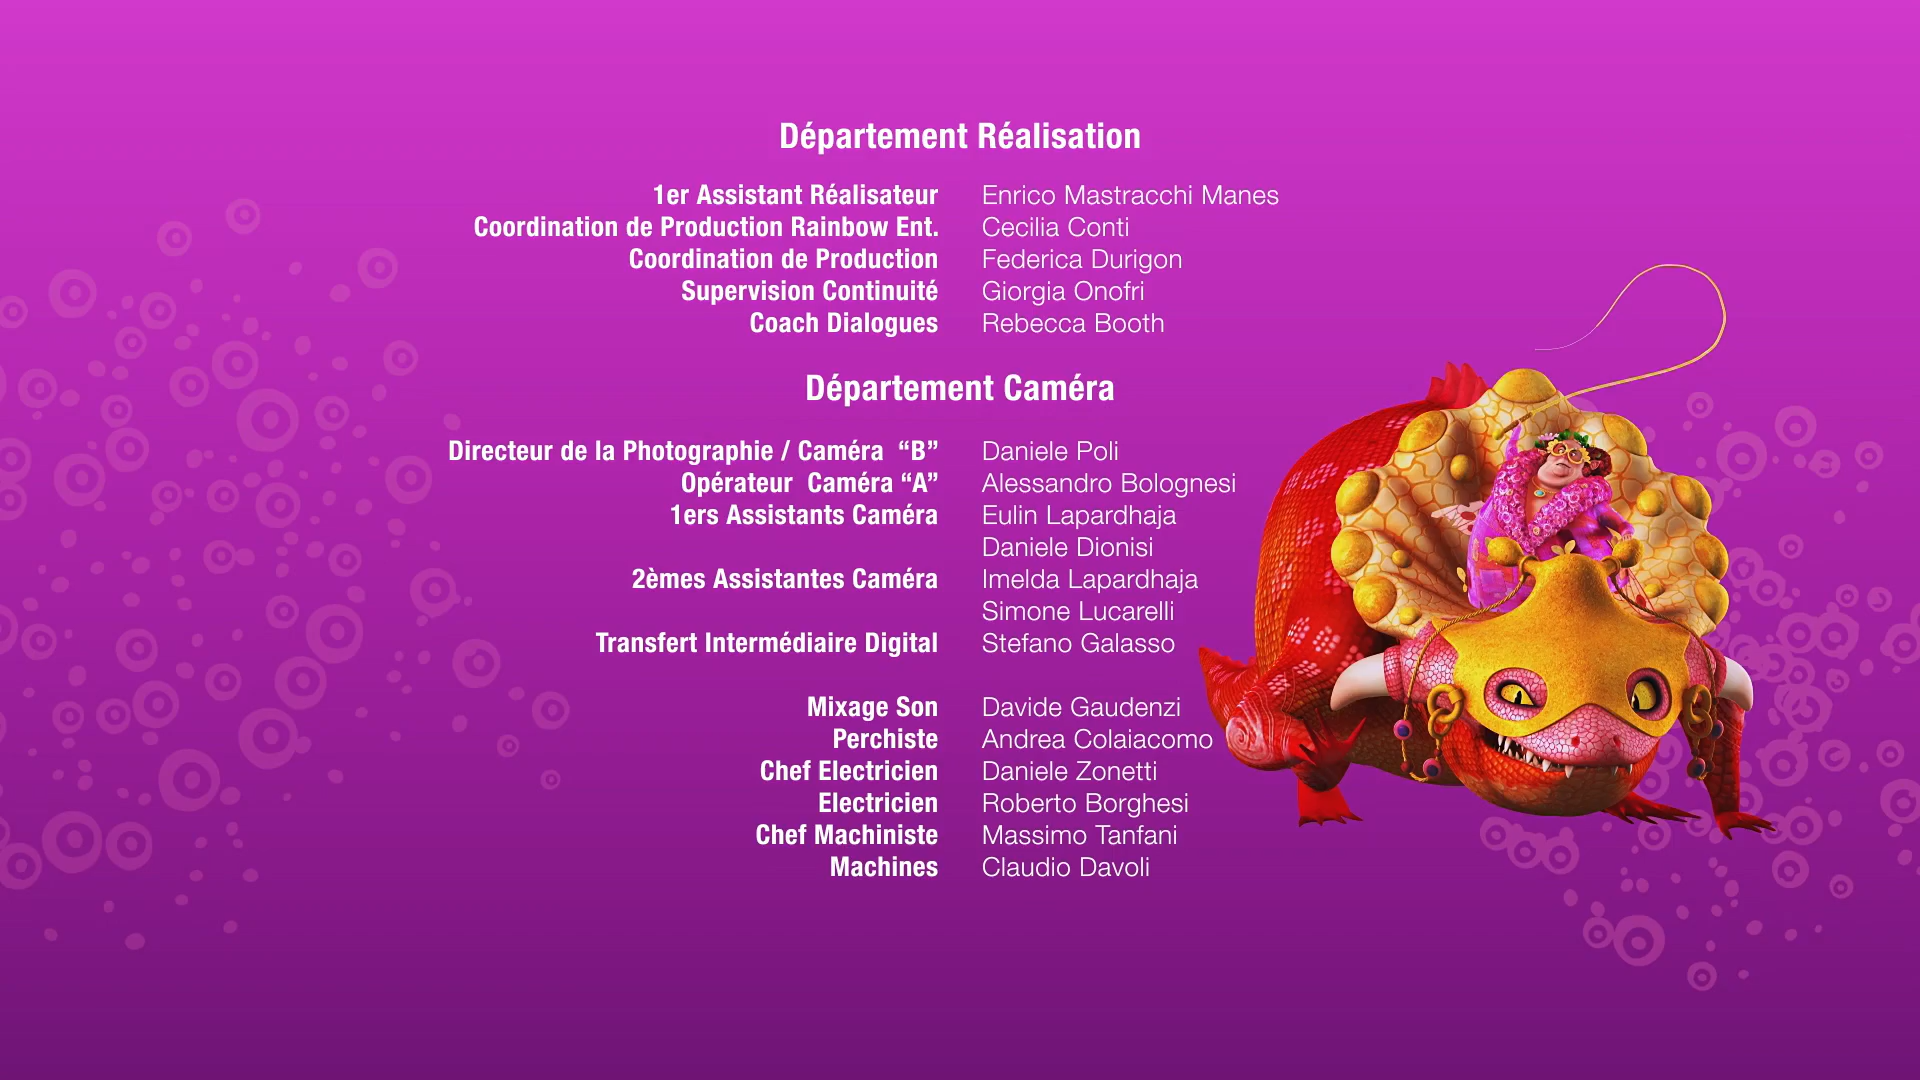 Département Réalisation
1er Assistant Réalisateur Enrico Mastracchi Manes
Coordination de Production Rainbow Ent. Cecilia Conti
Coordination de Production Federica Durigon
Supervision Continuité Giorgia Onofri
Coach Dialogues Rebecca Booth
Département Caméra
Directeur de la Photographie / Caméra “B” Daniele Poli
Opérateur Caméra “A” Alessandro Bolognesi
1ers Assistants Caméra Eulin Lapardhaja
Daniele Dionisi
2èmes Assistantes Caméra Imelda Lapardhaja
Simone Lucarelli
Transfert Intermédiaire Digital Stefano Galasso
Mixage Son Davide Gaudenzi
Perchiste Andrea Colaiacomo
Chef Electricien Daniele Zonetti
Electricien Roberto Borghesi
Chef Machiniste Massimo Tanfani
Machines Claudio Davoli